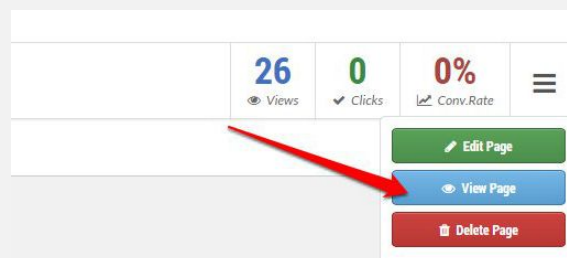 26 0 0%
Views Clicks Conv.Rate
Edit Page
View Page
Delete Page